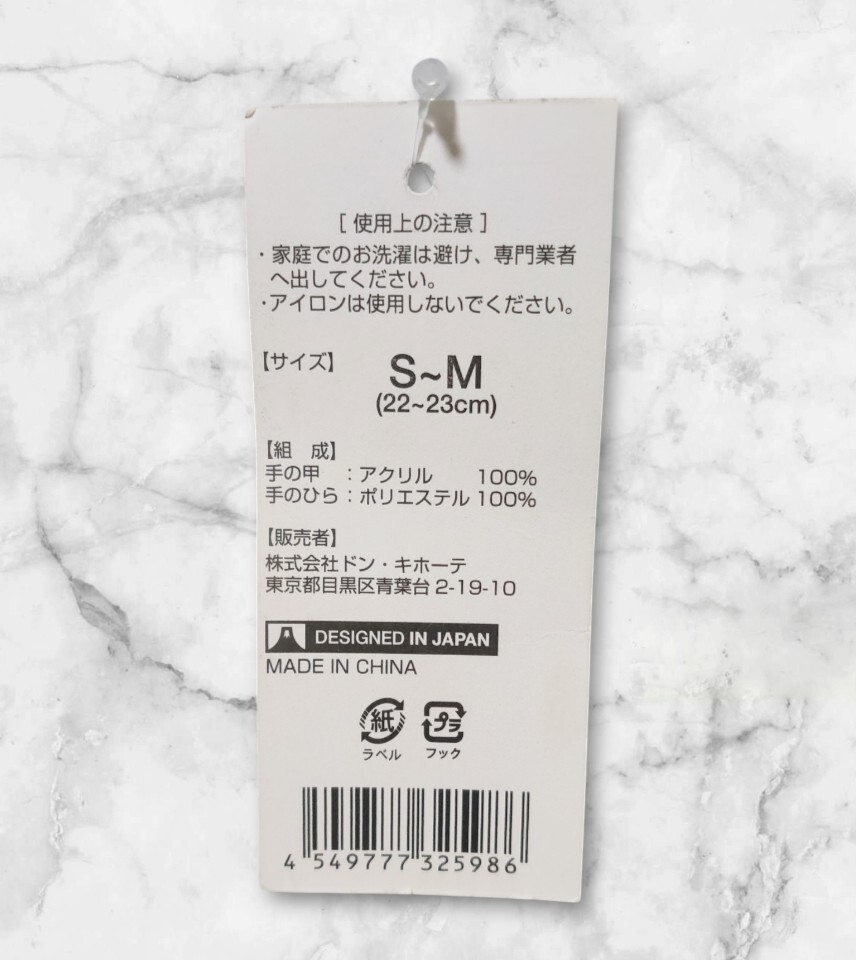 [ 使用上の注意 ]
・家庭でのお洗濯は避け、専門業者
へ出してください。
・アイロンは使用しないでください。
【サイズ】 S~M
(22~23cm)
【組　成】
手の甲　：アクリル　100%
手のひら：ポリエステル 100%
【販売者】
株式会社ドン・キホーテ
東京都目黒区青葉台 2-19-10
DESIGNED IN JAPAN
MADE IN CHINA
紙 プラ
ラベル フック
4 549777 325986